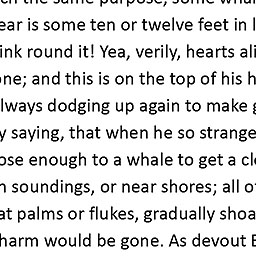 ch the same purpose, some wha
ear is some ten or twelve feet in l
ink round it! Yea, verily, hearts ali
one; and this is on the top of his h
lways dodging up again to make g
y saying, that when he so strange
ose enough to a whale to get a cl
n soundings, or near shores; all o
at palms or flukes, gradually shoa
harm would be gone. As devout E